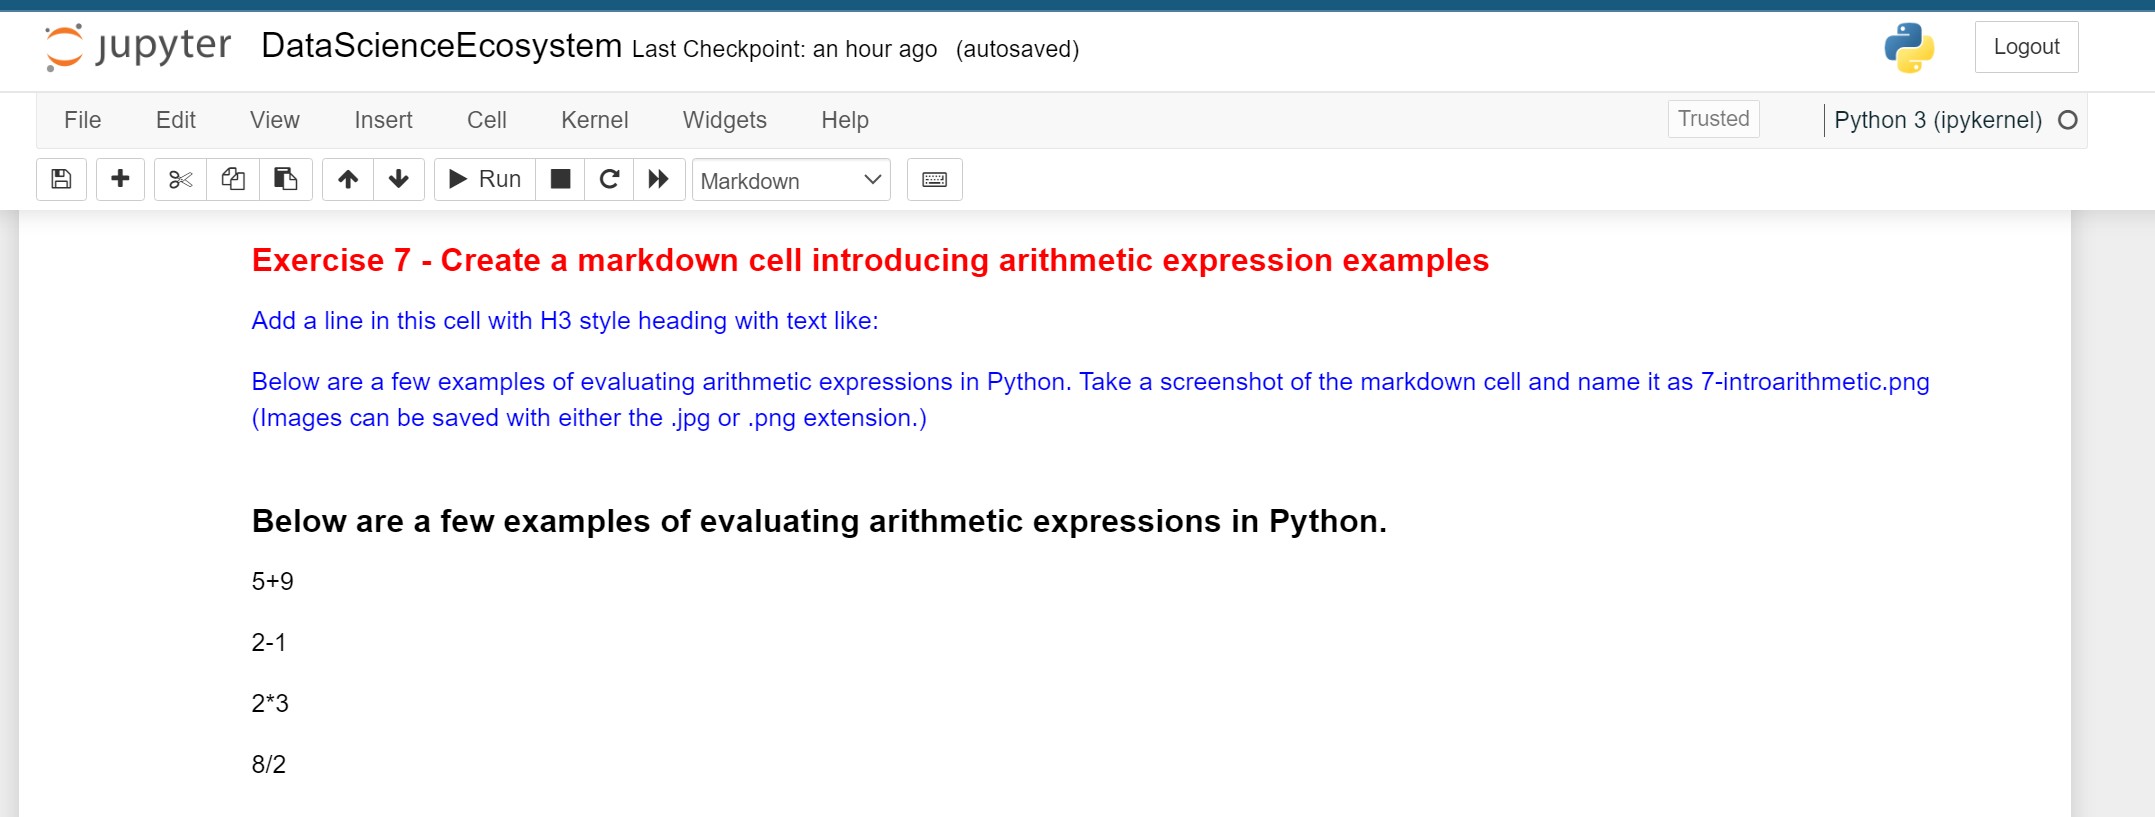 jupyter DataScienceEcosystem Last Checkpoint: an hour ago (autosaved) Logout
File Edit View Insert Cell Kernel Widgets Help Trusted Python 3 (ipykernel)
Run Markdown
Exercise 7 - Create a markdown cell introducing arithmetic expression examples
Add a line in this cell with H3 style heading with text like:
Below are a few examples of evaluating arithmetic expressions in Python. Take a screenshot of the markdown cell and name it as 7-introarithmetic.png
(Images can be saved with either the .jpg or .png extension.)
Below are a few examples of evaluating arithmetic expressions in Python.
5+9
2-1
2*3
8/2